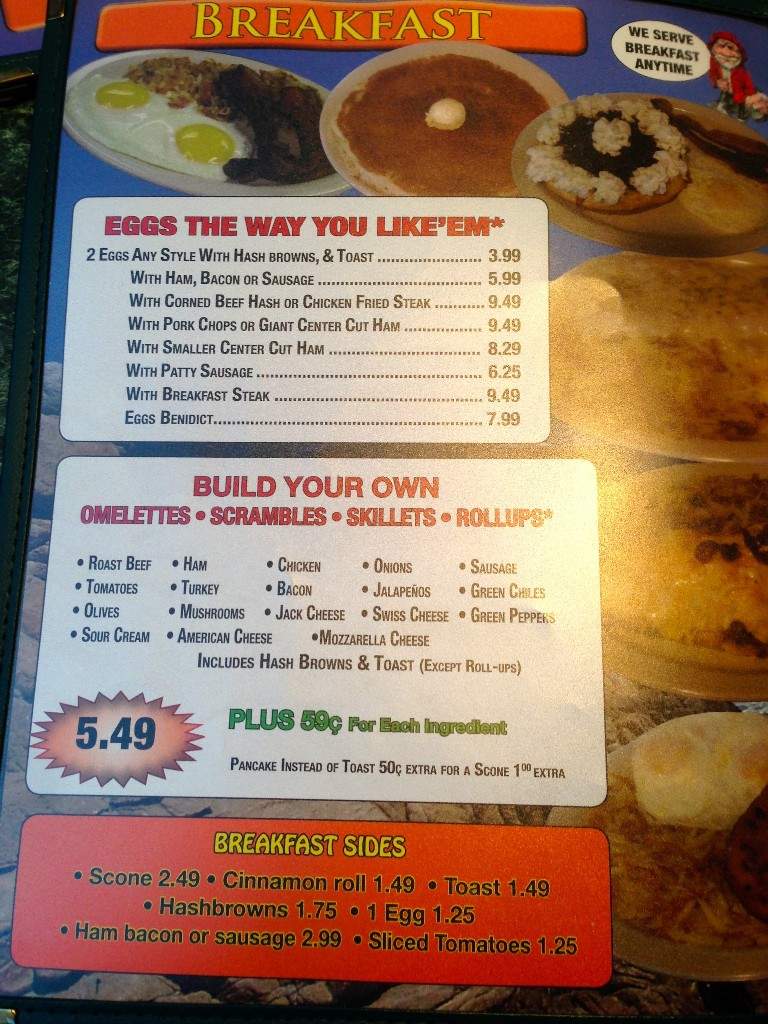 BREAKFAST
WE SERVE
BREAKFAST
ANYTIME
EGGS THE WAY YOU LIKE'EM*
2 EGGS ANY STYLE WITH HASH BROWNS, & TOAST ........................ 3.99
WITH HAM, BACON OR SAUSAGE ...................................... 5.99
WITH CORNED BEEF HASH OR CHICKEN FRIED STEAK ........... 9.49
WITH PORK CHOPS OR GIANT CENTER CUT HAM .................. 9.49
WITH SMALLER CENTER CUT HAM ................................... 8.29
WITH PATTY SAUSAGE .................................................... 6.25
WITH BREAKFAST STEAK ................................................ 9.49
EGGS BENIDICT.............................................................. 7.99
BUILD YOUR OWN
OMELETTES • SCRAMBLES • SKILLETS • ROLLUPS*
• ROAST BEEF • HAM • CHICKEN • ONIONS • SAUSAGE
• TOMATOES • TURKEY • BACON • JALAPEÑOS • GREEN CHILES
• OLIVES • MUSHROOMS • JACK CHEESE • SWISS CHEESE • GREEN PEPPERS
• SOUR CREAM • AMERICAN CHEESE •MOZZARELLA CHEESE
INCLUDES HASH BROWNS & TOAST (EXCEPT ROLL-UPS)
5.49
PLUS 59¢ For Each Ingredient
PANCAKE INSTEAD OF TOAST 50¢ EXTRA FOR A SCONE 1.00 EXTRA
BREAKFAST SIDES
• Scone 2.49 • Cinnamon roll 1.49 • Toast 1.49
• Hashbrowns 1.75 • 1 Egg 1.25
• Ham bacon or sausage 2.99 • Sliced Tomatoes 1.25